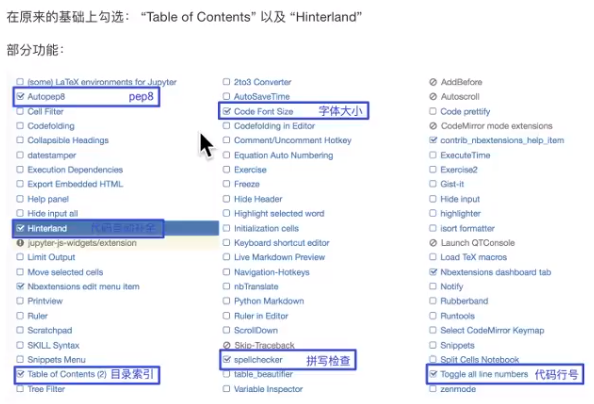 在原来的基础上勾选： “Table of Contents” 以及 “Hinterland”
部分功能：
(some) LaTeX environments for Jupyter
Autopep8 pep8
Cell Filter
Codefolding
Collapsible Headings
datestamper
Execution Dependencies
Export Embedded HTML
Help panel
Hide input all
Hinterland 代码自动补全
jupyter-js-widgets/extension
Limit Output
Move selected cells
Nbextensions edit menu item
Printview
Ruler
Scratchpad
SKILL Syntax
Snippets Menu
Table of Contents (2) 目录索引
Tree Filter
2to3 Converter
AutoSaveTime
Code Font Size 字体大小
Codefolding in Editor
Comment/Uncomment Hotkey
Equation Auto Numbering
Exercise
Freeze
Hide Header
Highlight selected word
Initialization cells
Keyboard shortcut editor
Live Markdown Preview
Navigation-Hotkeys
nbTranslate
Python Markdown
Ruler in Editor
ScrollDown
Skip-Traceback
spellchecker 拼写检查
table_beautifier
Variable Inspector
AddBefore
Autoscroll
Code prettify
CodeMirror mode extensions
contrib_nbextensions_help_item
ExecuteTime
Exercise2
Gist-it
Hide input
highlighter
isort formatter
Launch QTConsole
Load TeX macros
Nbextensions dashboard tab
Notify
Rubberband
Runtools
Select CodeMirror Keymap
Snippets
Split Cells Notebook
Toggle all line numbers 代码行号
zenmode